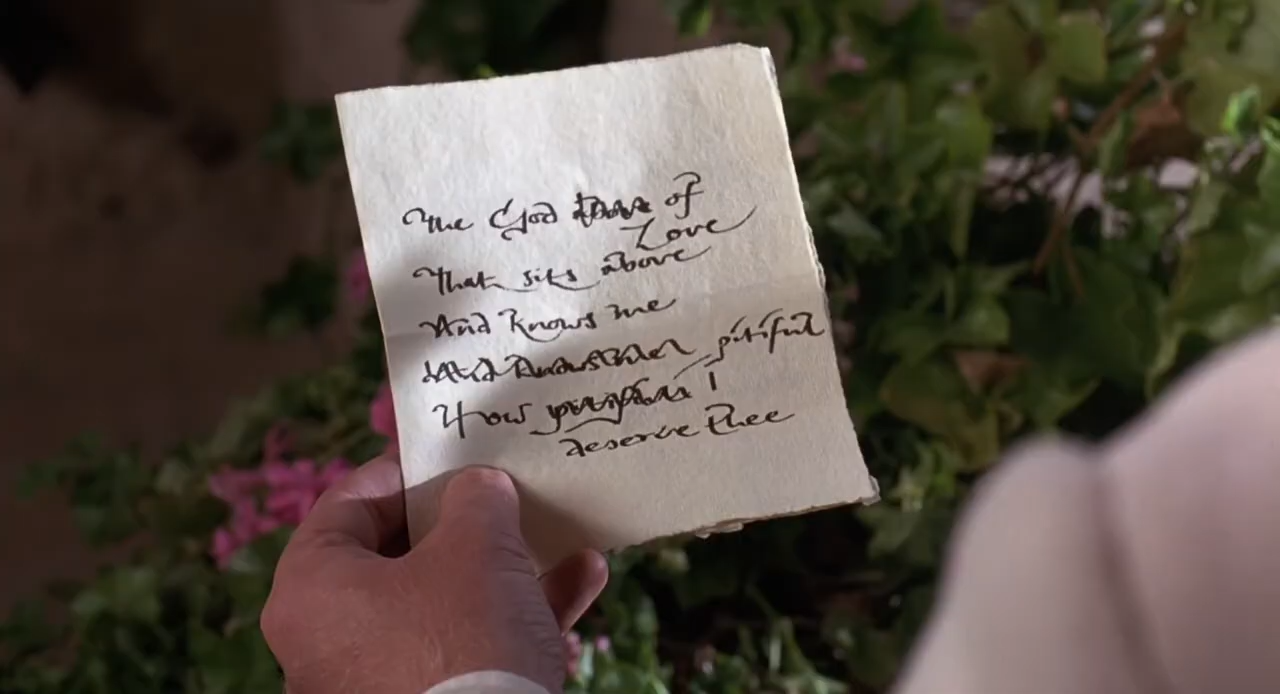 The God of
Love
That sits above
And knows me
pitiful
How I
deserve thee